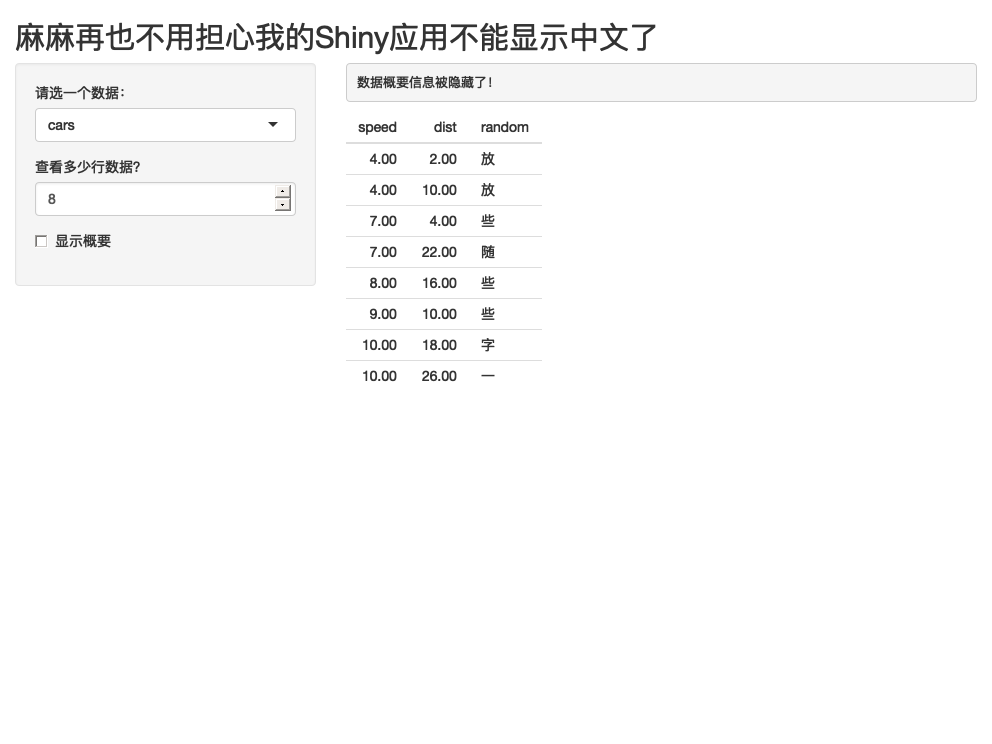 麻麻再也不用担心我的Shiny应用不能显示中文了
请选一个数据：
cars
查看多少行数据?
8
显示概要
数据概要信息被隐藏了！
speed dist random
4.00 2.00 放
4.00 10.00 放
7.00 4.00 些
7.00 22.00 随
8.00 16.00 些
9.00 10.00 些
10.00 18.00 字
10.00 26.00 一